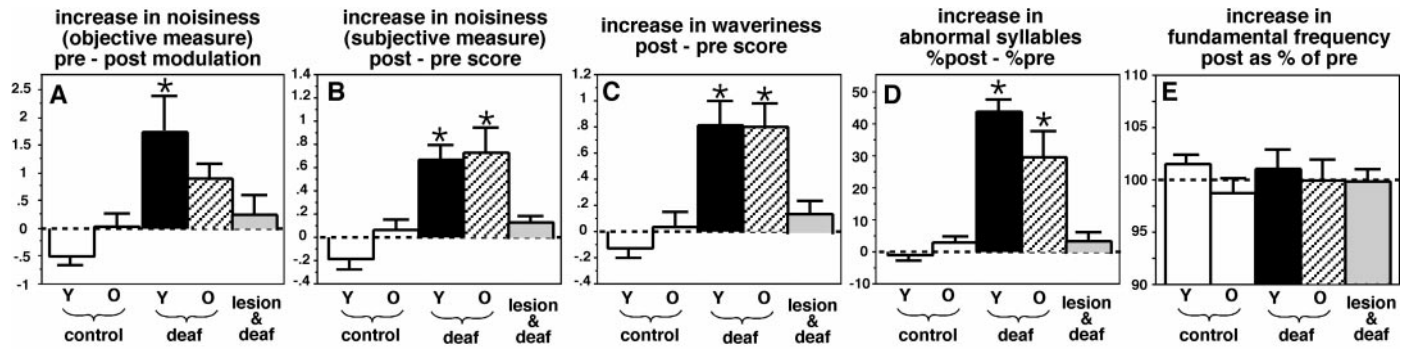 increase in noisiness
(objective measure)
pre - post modulation
A
2.5
2
1.5
1
.5
0
-.5
-1
*
Y O Y O lesion
& deaf
control deaf
increase in noisiness
(subjective measure)
post - pre score
B
1.4
1.2
1
.8
.6
.4
.2
0
-.2
-.4
* *
Y O Y O lesion
& deaf
control deaf
increase in waveriness
post - pre score
C
1.4
1.2
1
.8
.6
.4
.2
0
-.2
-.4
* *
Y O Y O lesion
& deaf
control deaf
increase in
abnormal syllables
%post - %pre
D
50
40
30
20
10
0
-10
* *
Y O Y O lesion
& deaf
control deaf
increase in
fundamental frequency
post as % of pre
E
110
105
100
95
90
Y O Y O lesion
& deaf
control deaf